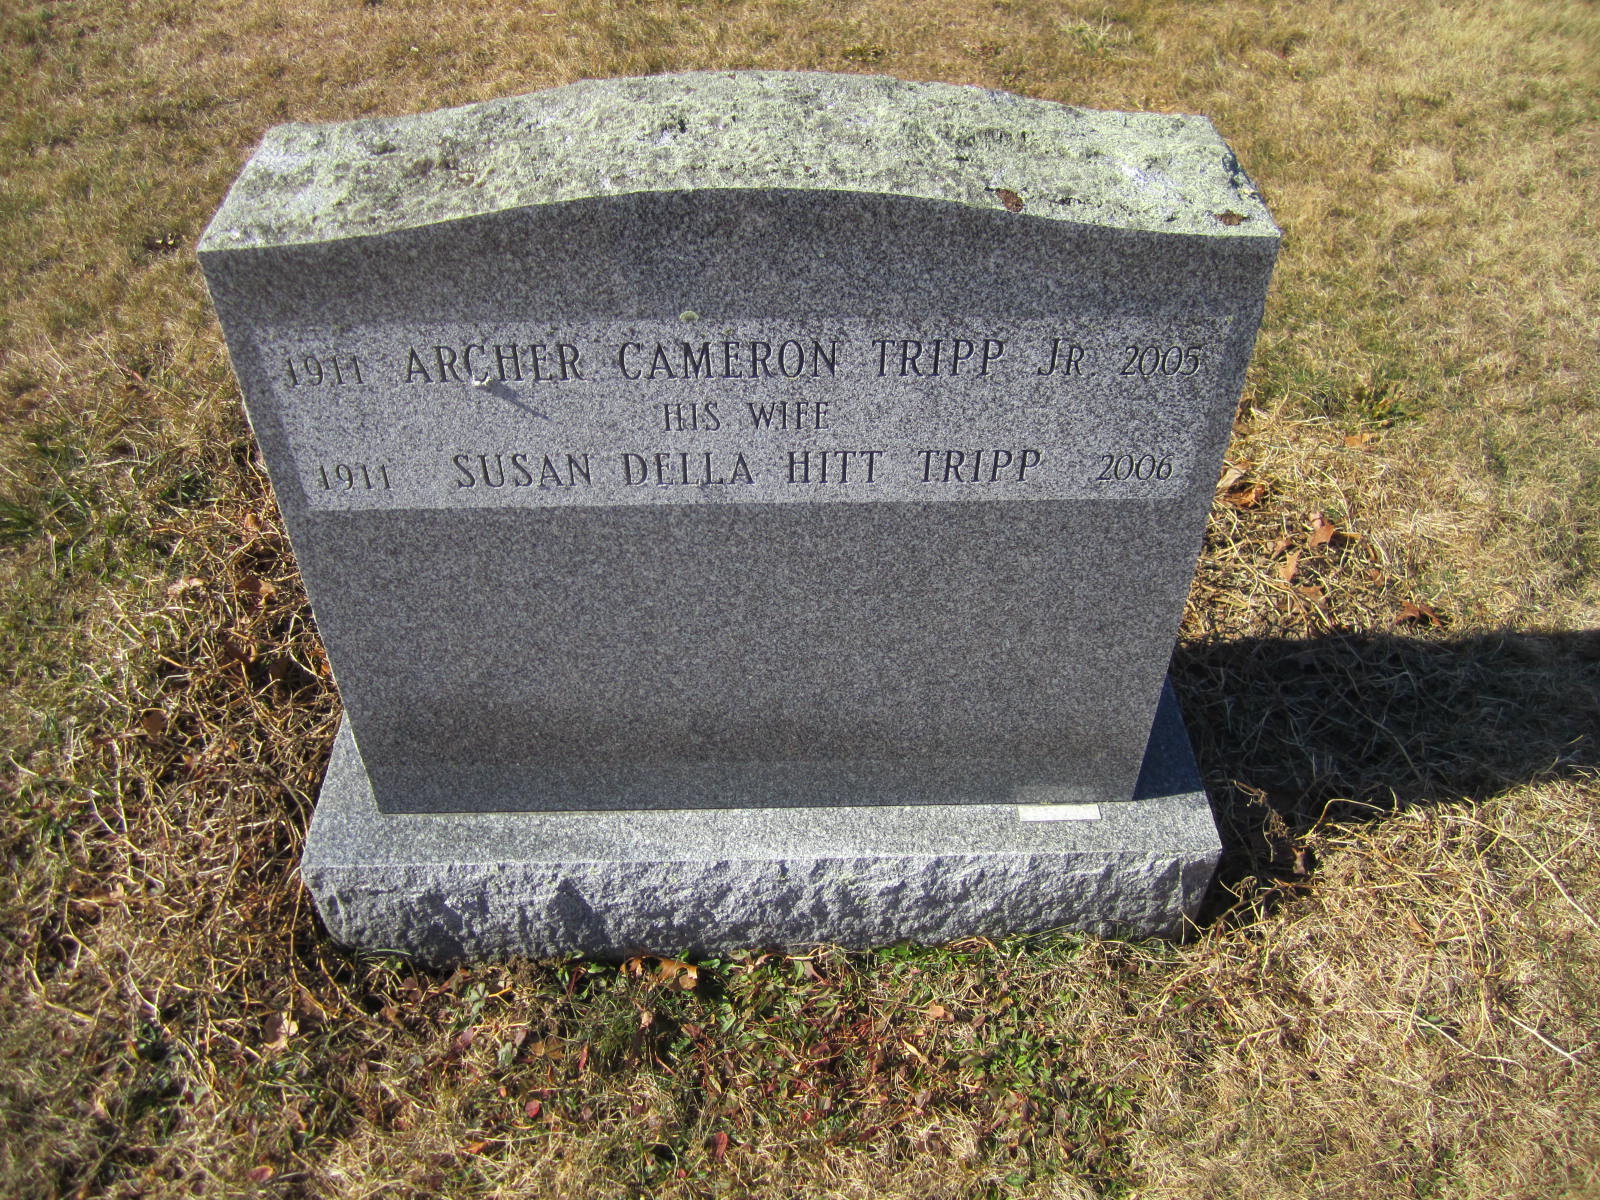 1911 ARCHER CAMERON TRIPP JR. 2005
HIS WIFE
1911 SUSAN DELLA HITT TRIPP 2006